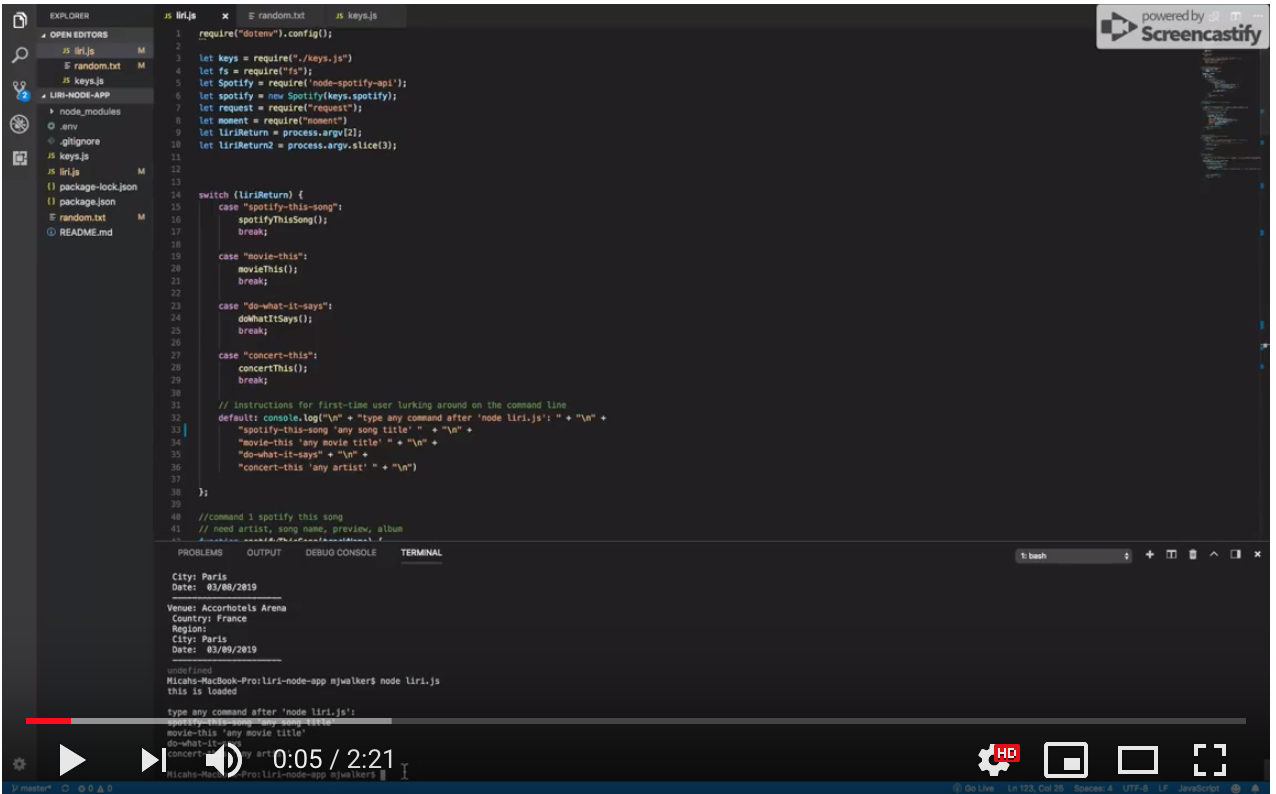 EXPLORER
OPEN EDITORS
JS liri.js M
random.txt M
JS keys.js
LIRI-NODE-APP
node_modules
.env
.gitignore
JS keys.js
JS liri.js M
{} package-lock.json
{} package.json
random.txt M
README.md
2
JS liri.js × random.txt JS keys.js
powered by
Screencastify
1 require("dotenv").config();
2
3 let keys = require("./keys.js")
4 let fs = require("fs");
5 let Spotify = require('node-spotify-api');
6 let spotify = new Spotify(keys.spotify);
7 let request = require("request");
8 let moment = require("moment")
9 let liriReturn = process.argv[2];
10 let liriReturn2 = process.argv.slice(3);
11
12
13
14 switch (liriReturn) {
15 case "spotify-this-song":
16 spotifyThisSong();
17 break;
18
19 case "movie-this":
20 movieThis();
21 break;
22
23 case "do-what-it-says":
24 doWhatItSays();
25 break;
26
27 case "concert-this":
28 concertThis();
29 break;
30
31 // instructions for first-time user lurking around on the command line
32 default: console.log("\n" + "type any command after 'node liri.js': " + "\n" +
33 "spotify-this-song 'any song title' " + "\n" +
34 "movie-this 'any movie title' " + "\n" +
35 "do-what-it-says" + "\n" +
36 "concert-this 'any artist' " + "\n")
37
38 };
39
40 //command 1 spotify this song
41 // need artist, song name, preview, album
PROBLEMS OUTPUT DEBUG CONSOLE TERMINAL
1: bash
City: Paris
Date: 03/08/2019
Venue: Accorhotels Arena
Country: France
Region:
City: Paris
Date: 03/09/2019
undefined
Micahs-MacBook-Pro:liri-node-app mjwalker$ node liri.js
this is loaded
type any command after 'node liri.js':
spotify-this-song 'any song title'
movie-this 'any movie title'
do-what-it-says
Micahs-MacBook-Pro:liri-node-app mjwalker$
0:05 / 2:21
HD
master* 0 0
Go Live Ln 123, Col 25 Spaces: 4 UTF-8 LF JavaScript